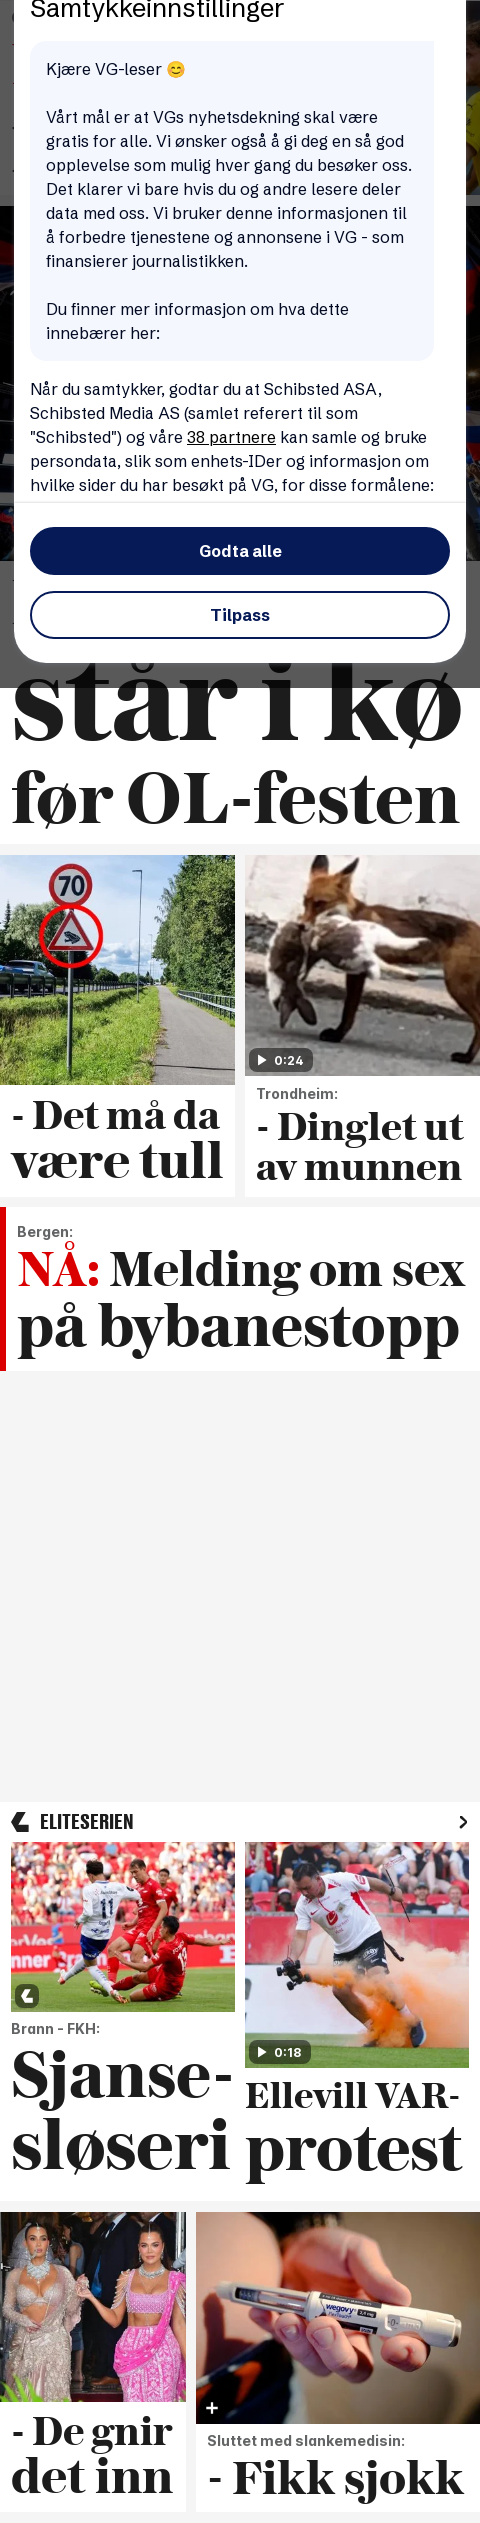 Samtykkeinnstillinger
Kjære VG-leser 😊
Vårt mål er at VGs nyhetsdekning skal være
gratis for alle. Vi ønsker også å gi deg en så god
opplevelse som mulig hver gang du besøker oss.
Det klarer vi bare hvis du og andre lesere deler
data med oss. Vi bruker denne informasjonen til
å forbedre tjenestene og annonsene i VG - som
finansierer journalistikken.
Du finner mer informasjon om hva dette
innebærer her:
Når du samtykker, godtar du at Schibsted ASA,
Schibsted Media AS (samlet referert til som
"Schibsted") og våre 38 partnere kan samle og bruke
persondata, slik som enhets-IDer og informasjon om
hvilke sider du har besøkt på VG, for disse formålene:
Godta alle
Tilpass
står i kø
før OL-festen
70
0:24
- Det må da
være tull
Trondheim:
- Dinglet ut
av munnen
Bergen:
NÅ: Melding om sex
på bybanestopp
ELITESERIEN
11
0:18
Brann - FKH:
Sjanse-
sløseri
Ellevill VAR-
protest
wegovy
- De gnir
det inn
Sluttet med slankemedisin:
- Fikk sjokk